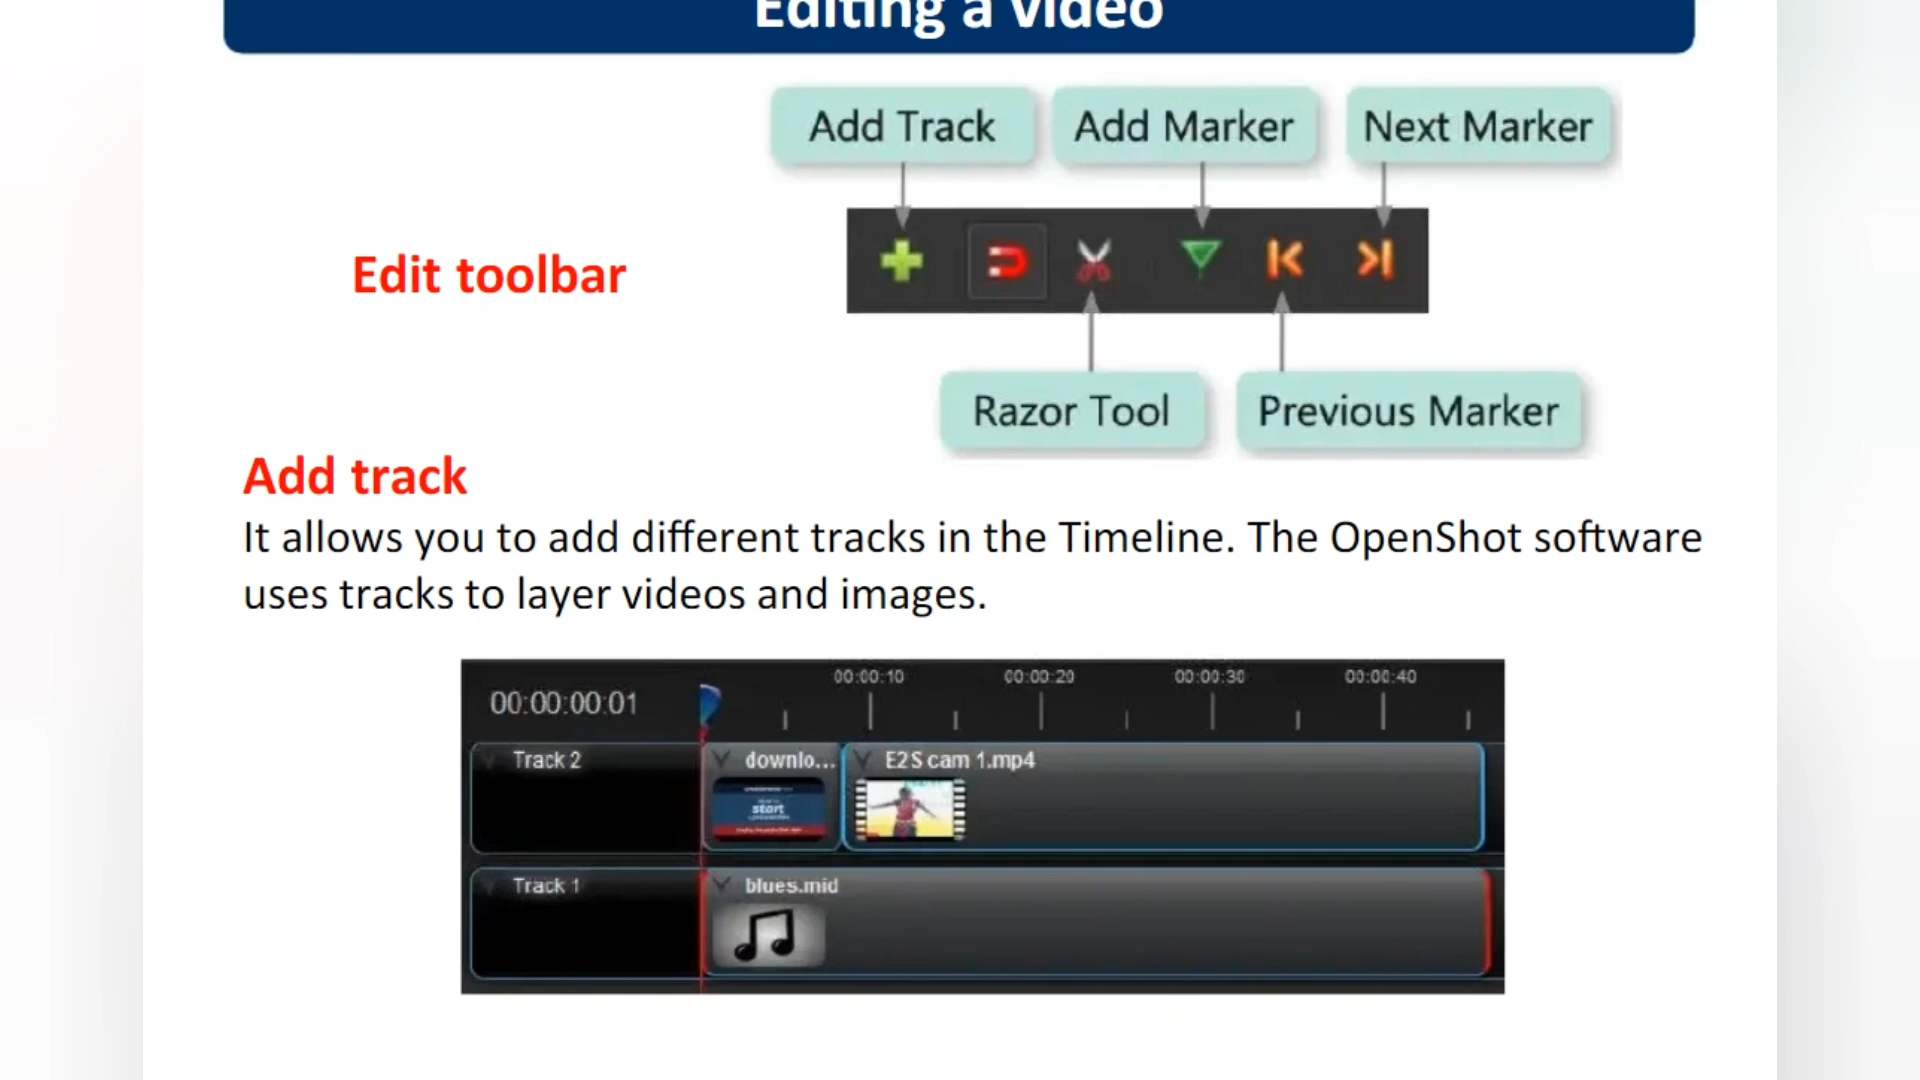 Editing a video
Add Track
Add Marker
Next Marker
Edit toolbar
Razor Tool
Previous Marker
Add track
It allows you to add different tracks in the Timeline. The OpenShot software
uses tracks to layer videos and images.
00:00:00:01
00:00:10
00:00:20
00:00:30
00:00:40
Track 2
downlo...
E2S cam 1.mp4
start
Track 1
blues.mid